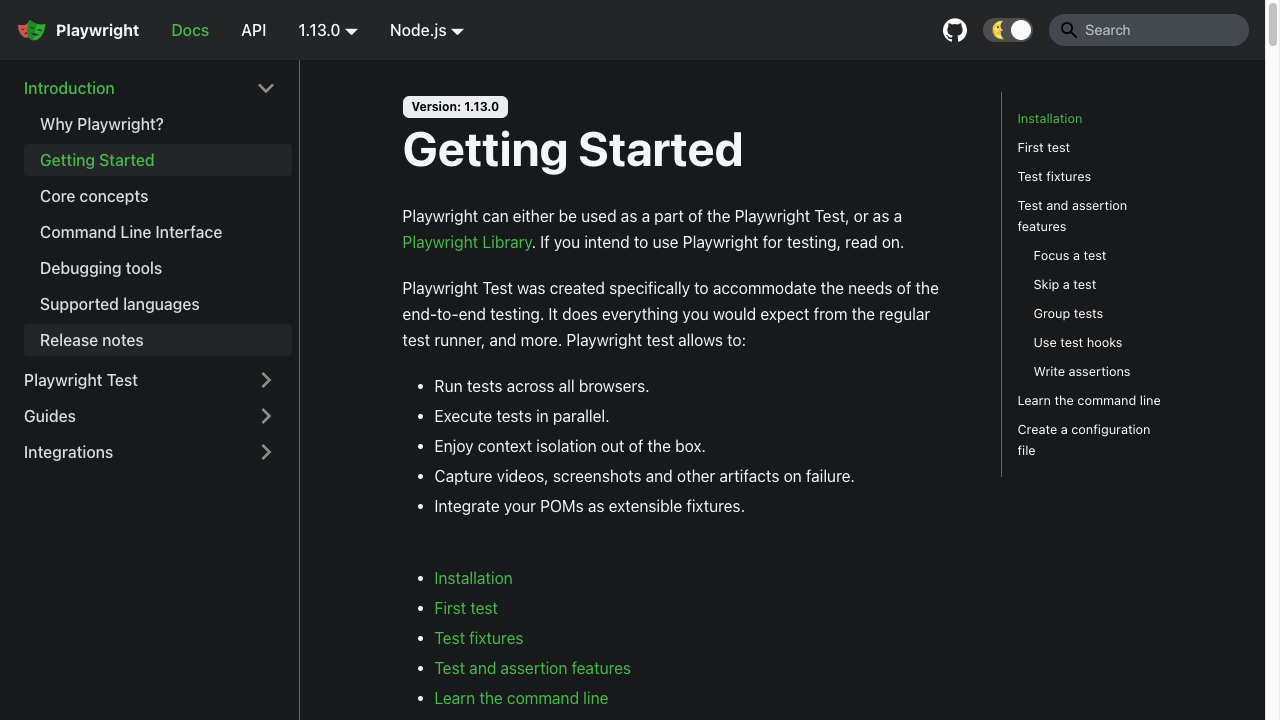 Playwright
Docs
API
1.13.0
Node.js
Search
Introduction
Why Playwright?
Getting Started
Core concepts
Command Line Interface
Debugging tools
Supported languages
Release notes
Playwright Test
Guides
Integrations
Version: 1.13.0
Getting Started
Playwright can either be used as a part of the Playwright Test, or as a
Playwright Library. If you intend to use Playwright for testing, read on.
Playwright Test was created specifically to accommodate the needs of the
end-to-end testing. It does everything you would expect from the regular
test runner, and more. Playwright test allows to:
Run tests across all browsers.
Execute tests in parallel.
Enjoy context isolation out of the box.
Capture videos, screenshots and other artifacts on failure.
Integrate your POMs as extensible fixtures.
Installation
First test
Test fixtures
Test and assertion features
Learn the command line
Installation
First test
Test fixtures
Test and assertion
features
Focus a test
Skip a test
Group tests
Use test hooks
Write assertions
Learn the command line
Create a configuration
file